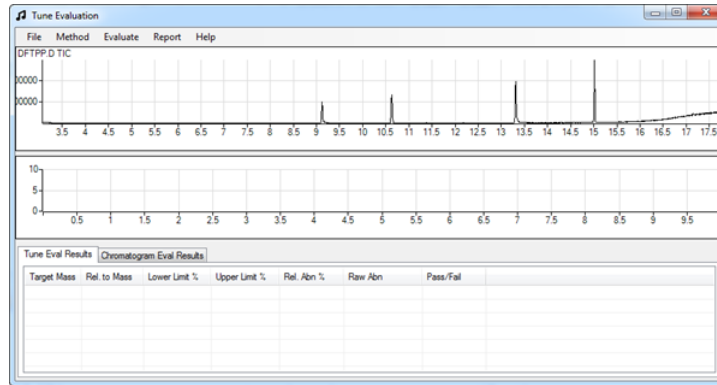 Tune Evaluation
File Method Evaluate Report Help
DFTPP.D TIC
00000
00000
3.5 4 4.5 5 5.5 6 6.5 7 7.5 8 8.5 9 9.5 10 10.5 11 11.5 12 12.5 13 13.5 14 14.5 15 15.5 16 16.5 17 17.5
10
5
0
0.5 1 1.5 2 2.5 3 3.5 4 4.5 5 5.5 6 6.5 7 7.5 8 8.5 9 9.5
Tune Eval Results Chromatogram Eval Results
Target Mass Rel. to Mass Lower Limit % Upper Limit % Rel. Abn % Raw Abn Pass/Fail